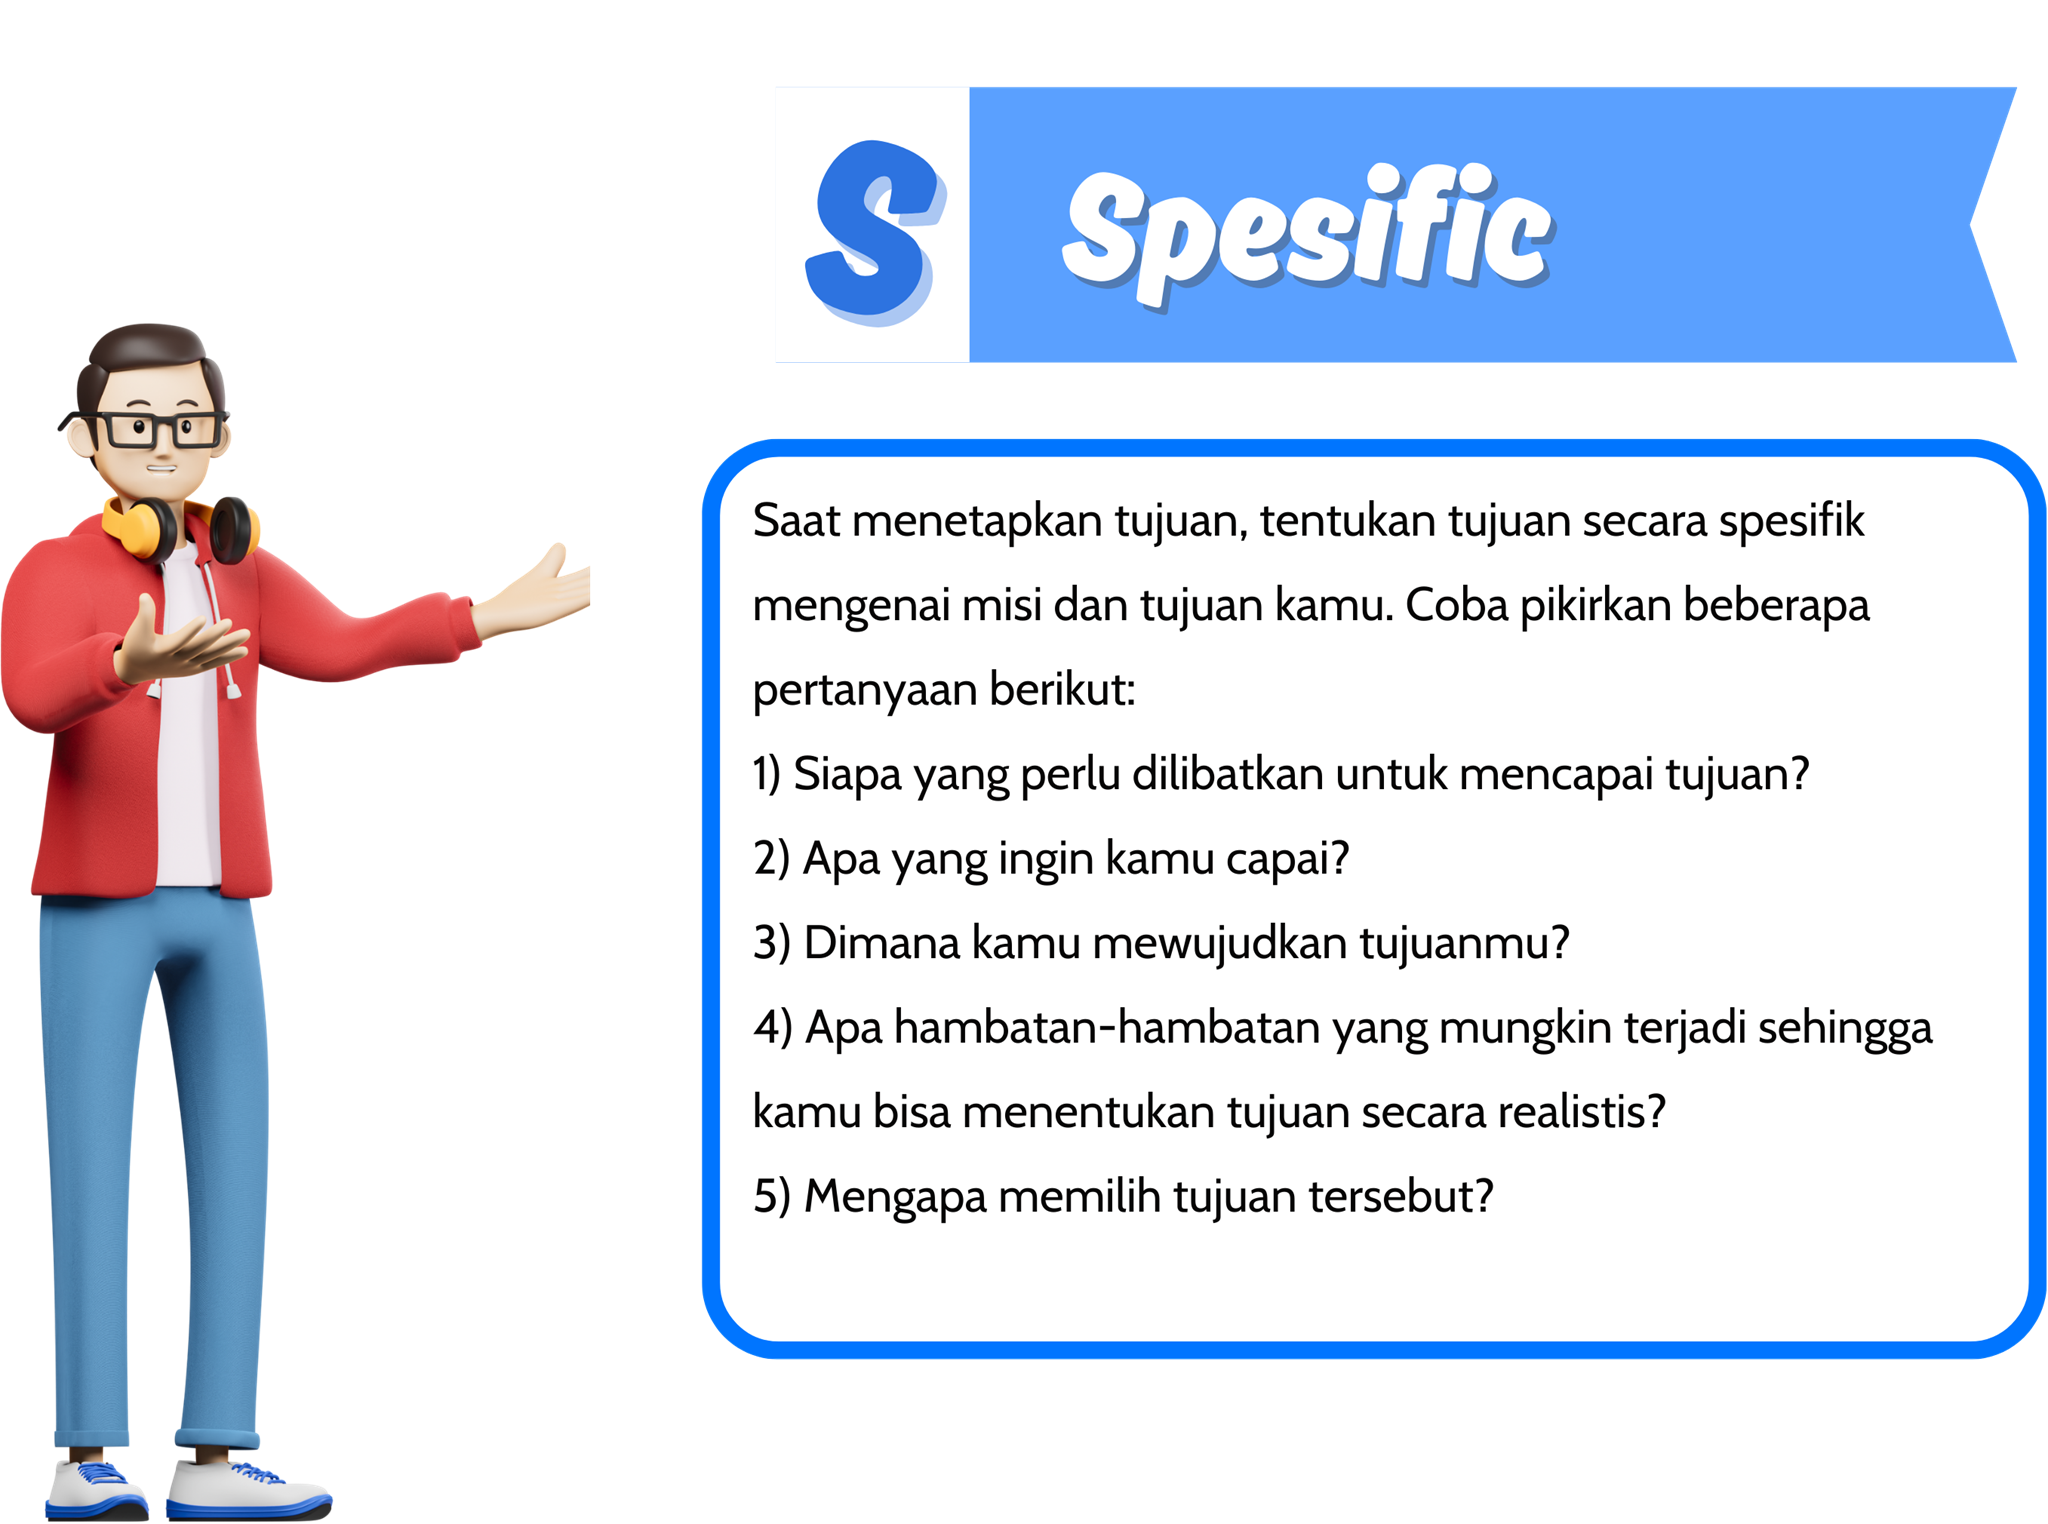 S
Spesific
Saat menetapkan tujuan, tentukan tujuan secara spesifik
mengenai misi dan tujuan kamu. Coba pikirkan beberapa
pertanyaan berikut:
1) Siapa yang perlu dilibatkan untuk mencapai tujuan?
2) Apa yang ingin kamu capai?
3) Dimana kamu mewujudkan tujuanmu?
4) Apa hambatan-hambatan yang mungkin terjadi sehingga
kamu bisa menentukan tujuan secara realistis?
5) Mengapa memilih tujuan tersebut?